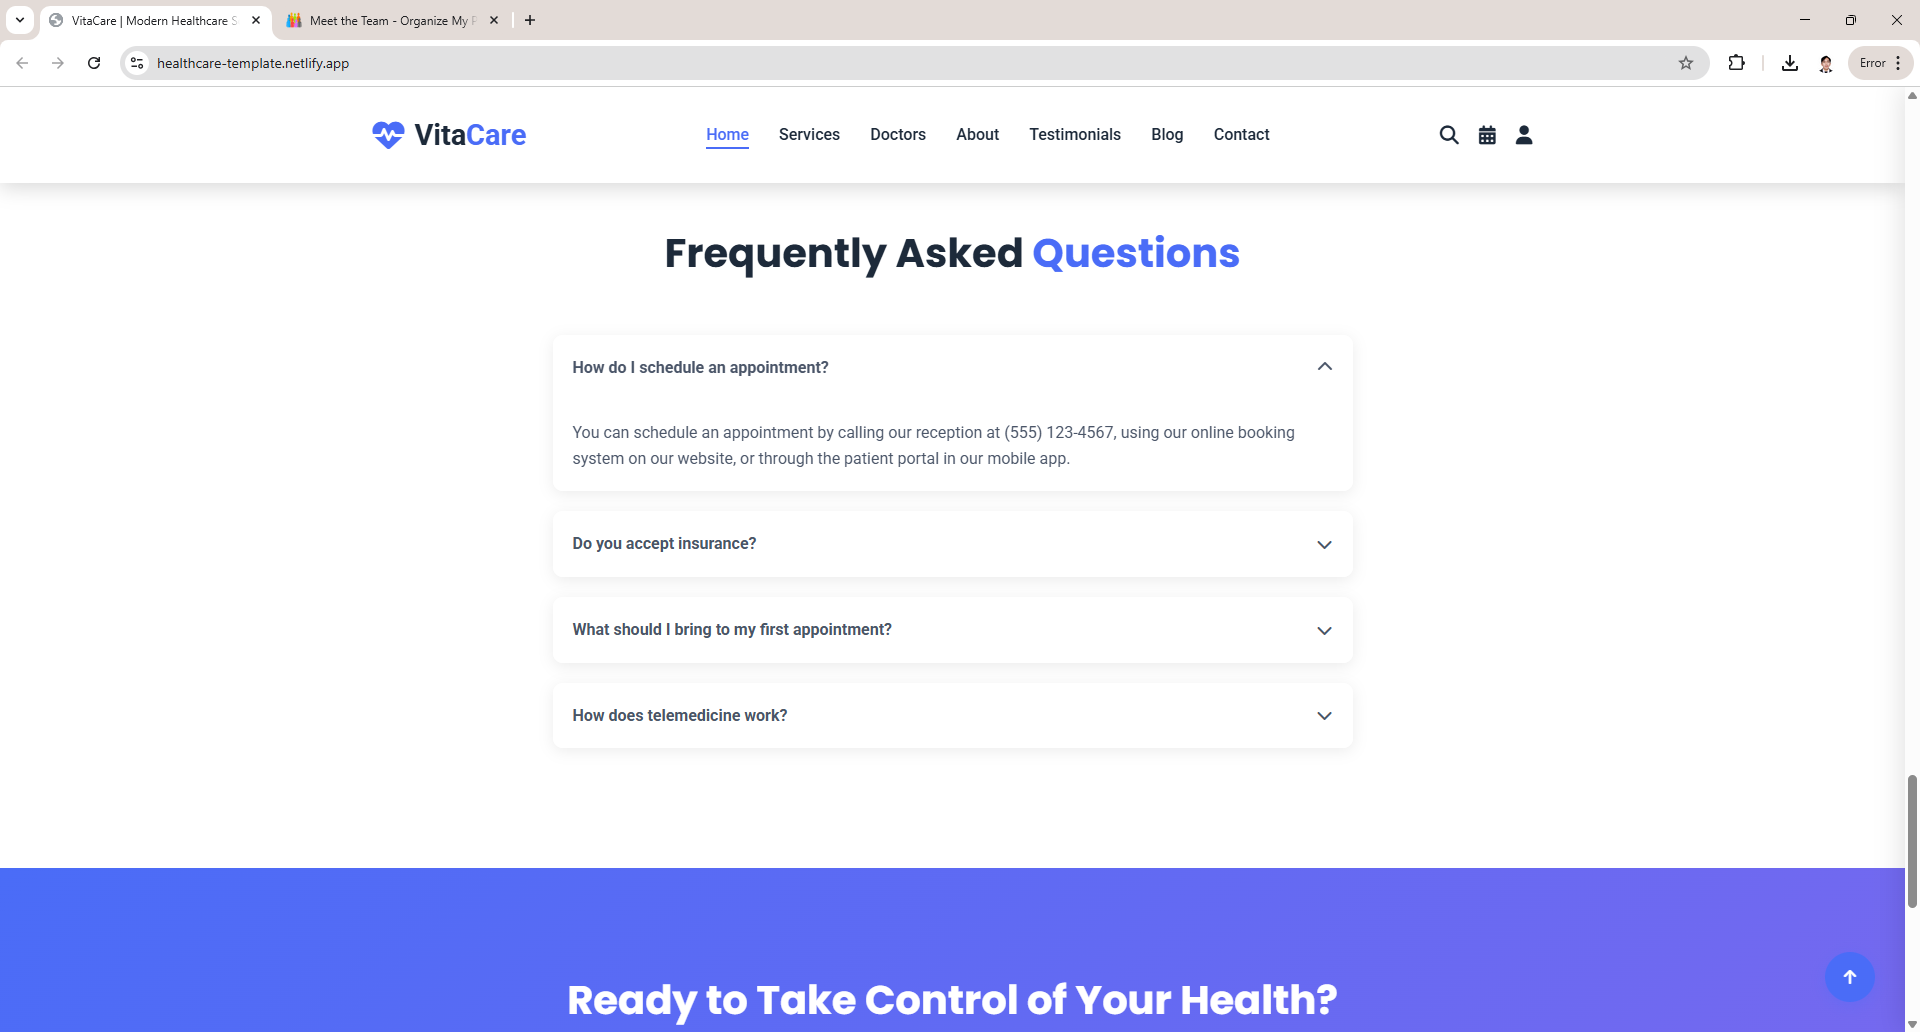 VitaCare | Modern Healthcare S
Meet the Team - Organize My P
healthcare-template.netlify.app
Error
VitaCare
Home
Services
Doctors
About
Testimonials
Blog
Contact
Frequently Asked Questions
How do I schedule an appointment?
You can schedule an appointment by calling our reception at (555) 123-4567, using our online booking
system on our website, or through the patient portal in our mobile app.
Do you accept insurance?
What should I bring to my first appointment?
How does telemedicine work?
Ready to Take Control of Your Health?